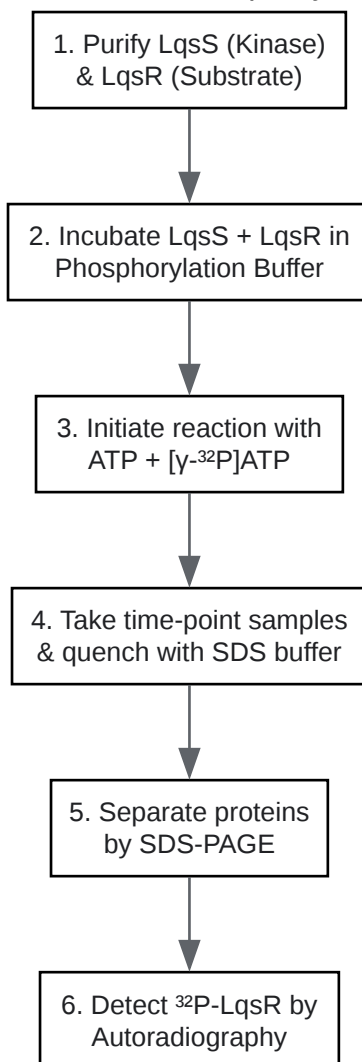 1. Purify LqsS (Kinase)
& LqsR (Substrate)
2. Incubate LqsS + LqsR in
Phosphorylation Buffer
3. Initiate reaction with
ATP + [γ-³²P]ATP
4. Take time-point samples
& quench with SDS buffer
5. Separate proteins
by SDS-PAGE
6. Detect ³²P-LqsR by
Autoradiography